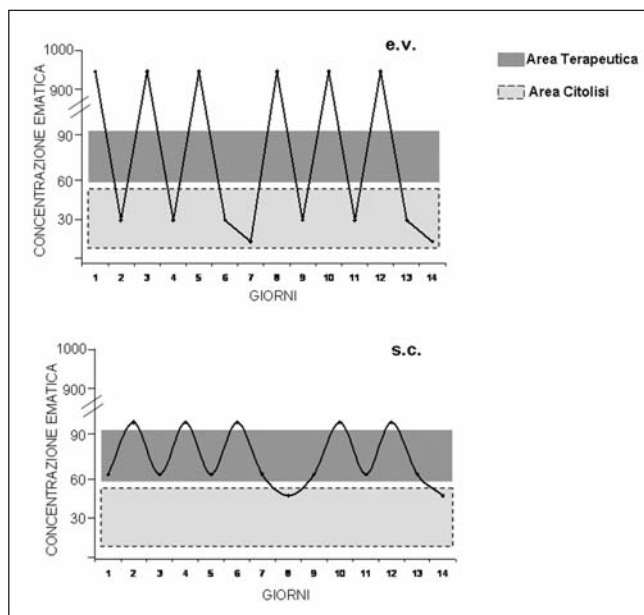 e.v.
1000
900
90
60
30
CONCENTRAZIONE EMATICA
1 2 3 4 5 6 7 8 9 10 11 12 13 14
GIORNI
Area Terapeutica
Area Citolisi
s.c.
1000
900
90
60
30
CONCENTRAZIONE EMATICA
1 2 3 4 5 6 7 8 9 10 11 12 13 14
GIORNI